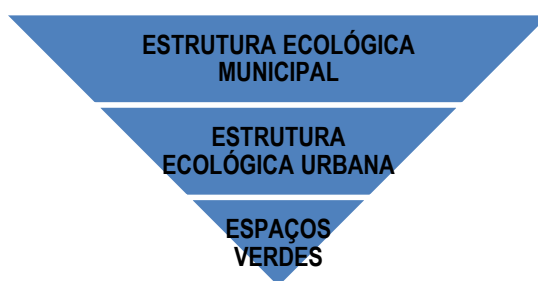 ESTRUTURA ECOLÓGICA
MUNICIPAL
ESTRUTURA
ECOLÓGICA URBANA
ESPAÇOS
VERDES